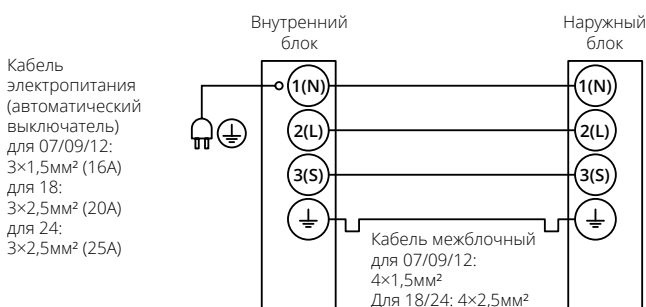 Внутренний
блок
Наружный
блок
Кабель
электропитания
(автоматический
выключатель)
для 07/09/12:
3×1,5мм² (16А)
для 18:
3×2,5мм² (20А)
для 24:
3×2,5мм² (25А)
1(N)
1(N)
2(L)
2(L)
3(S)
3(S)
Кабель межблочный
для 07/09/12:
4×1,5мм²
Для 18/24: 4×2,5мм²